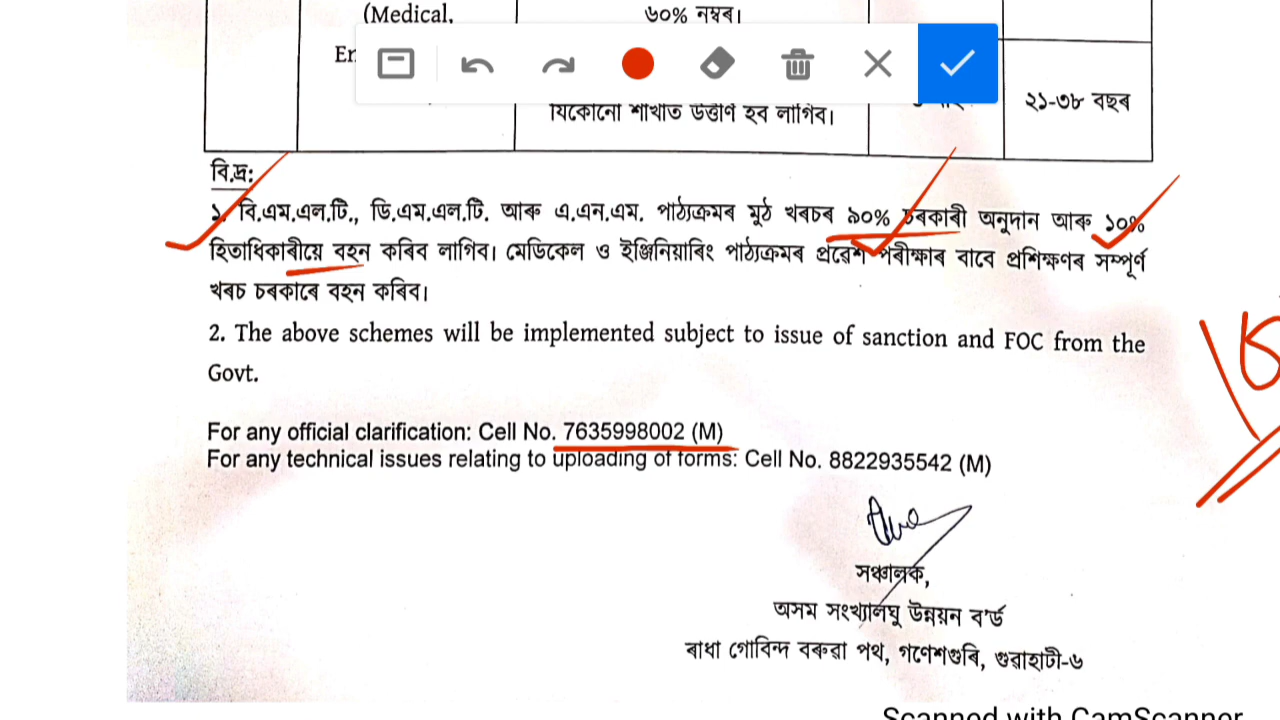 (Medical,
৬০% নম্বৰ।
যিকোনো শাখাত উত্তীৰ্ণ হব লাগিব।
২১-৩৮ বছৰ
বি.দ্ৰ:
১. বি.এম.এল.টি., ডি.এম.এল.টি. আৰু এ.এন.এম. পাঠ্যক্ৰমৰ মুঠ খৰচৰ ৯০% চৰকাৰী অনুদান আৰু ১০%
হিতাধিকাৰীয়ে বহন কৰিব লাগিব। মেডিকেল ও ইঞ্জিনিয়াৰিং পাঠ্যক্ৰমৰ প্ৰৱেশ পৰীক্ষাৰ বাবে প্ৰশিক্ষণৰ সম্পূৰ্ণ
খৰচ চৰকাৰে বহন কৰিব।
2. The above schemes will be implemented subject to issue of sanction and FOC from the
Govt.
For any official clarification: Cell No. 7635998002 (M)
For any technical issues relating to uploading of forms: Cell No. 8822935542 (M)
সঞ্চালক,
অসম সংখ্যালঘু উন্নয়ন ব'ৰ্ড
ৰাধা গোবিন্দ বৰুৱা পথ, গণেশগুৰি, গুৱাহাটী-৬
Scanned with CamScanner